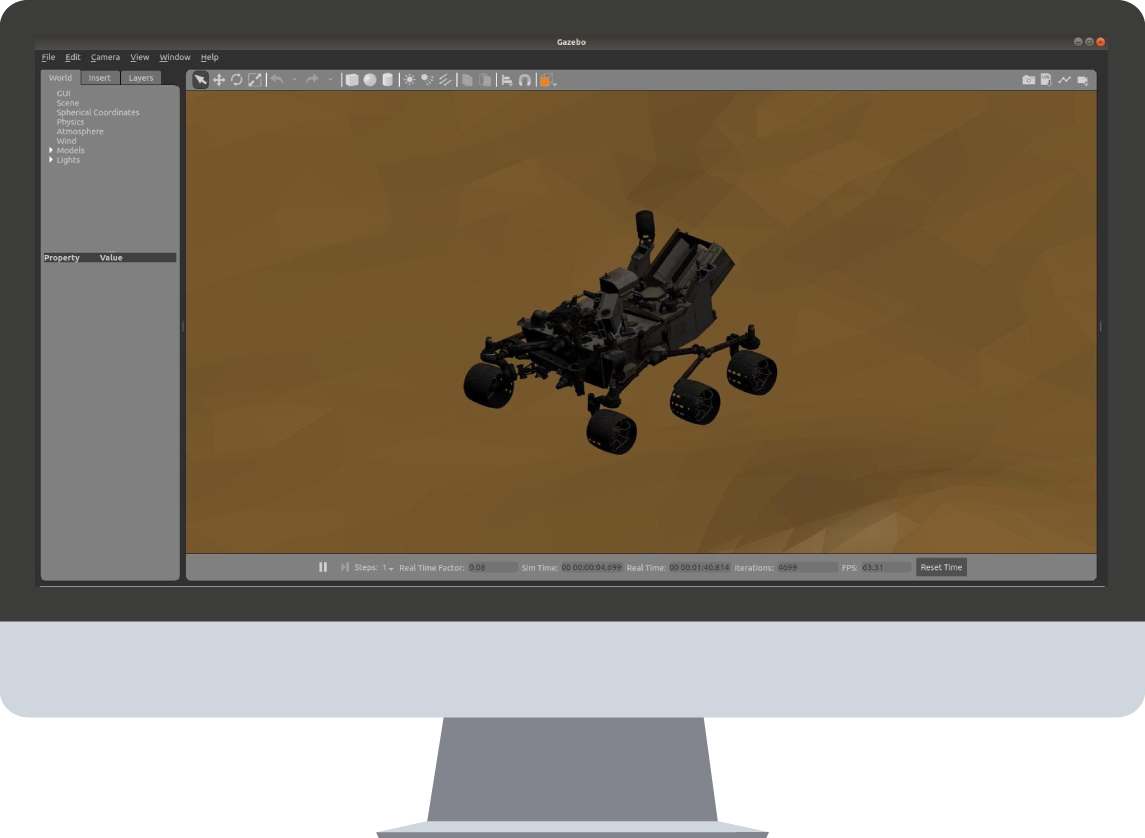 Gazebo
File Edit Camera View Window Help
World Insert Layers
GUI
Scene
Spherical Coordinates
Physics
Atmosphere
Wind
Models
Lights
Property Value
Steps: 1 Real Time Factor: 0.08 Sim Time: 00 00:00:04.699 Real Time: 00 00:01:40.814 Iterations: 4699 FPS: 63.31 Reset Time